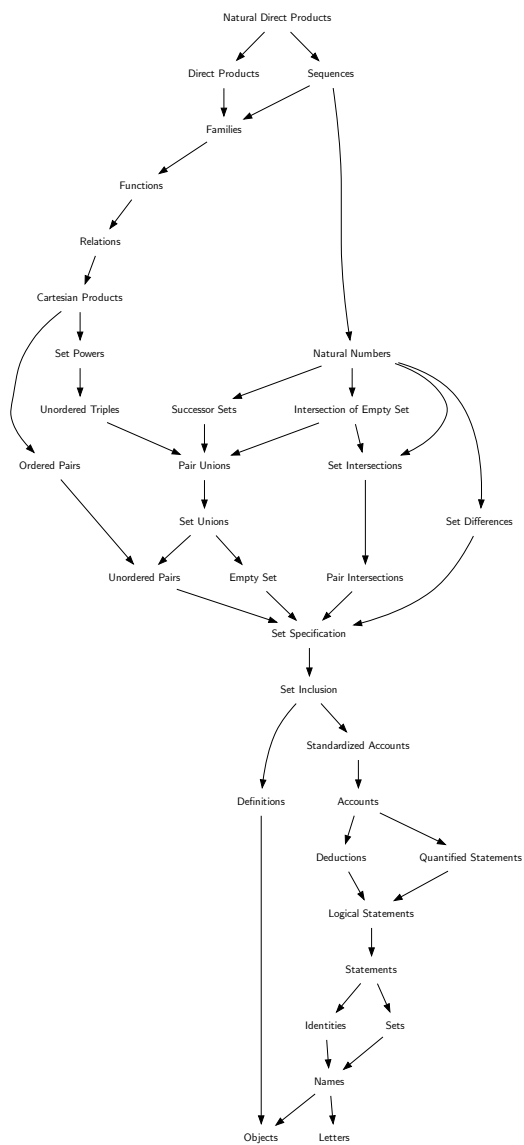 Natural Direct Products
Direct Products
Sequences
Families
Functions
Relations
Cartesian Products
Set Powers
Natural Numbers
Unordered Triples
Successor Sets
Intersection of Empty Set
Ordered Pairs
Pair Unions
Set Intersections
Set Unions
Set Differences
Unordered Pairs
Empty Set
Pair Intersections
Set Specification
Set Inclusion
Standardized Accounts
Definitions
Accounts
Deductions
Quantified Statements
Logical Statements
Statements
Identities
Sets
Names
Objects
Letters